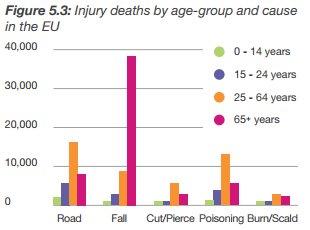 Figure 5.3: Injury deaths by age-group and cause
in the EU
40,000
0 - 14 years
15 - 24 years
30,000
25 - 64 years
65+ years
20,000
10,000
0
Road Fall Cut/Pierce Poisoning Burn/Scald